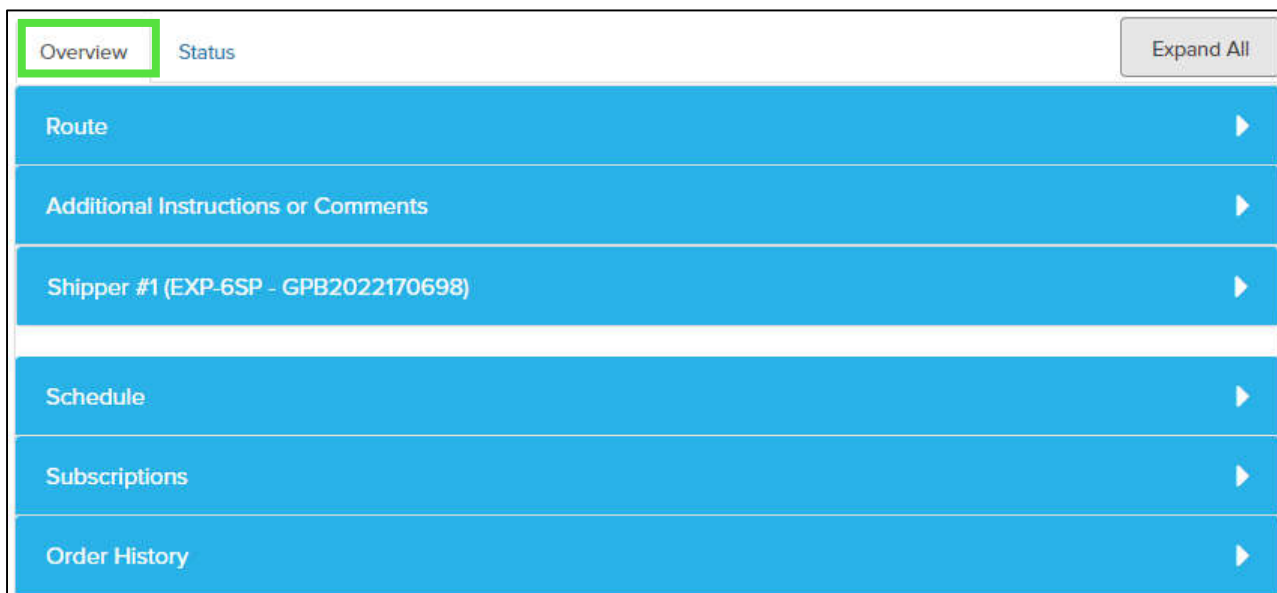 Overview
Status
Expand All
Route
Additional Instructions or Comments
Shipper #1 (EXP-6SP - GPB2022170698)
Schedule
Subscriptions
Order History